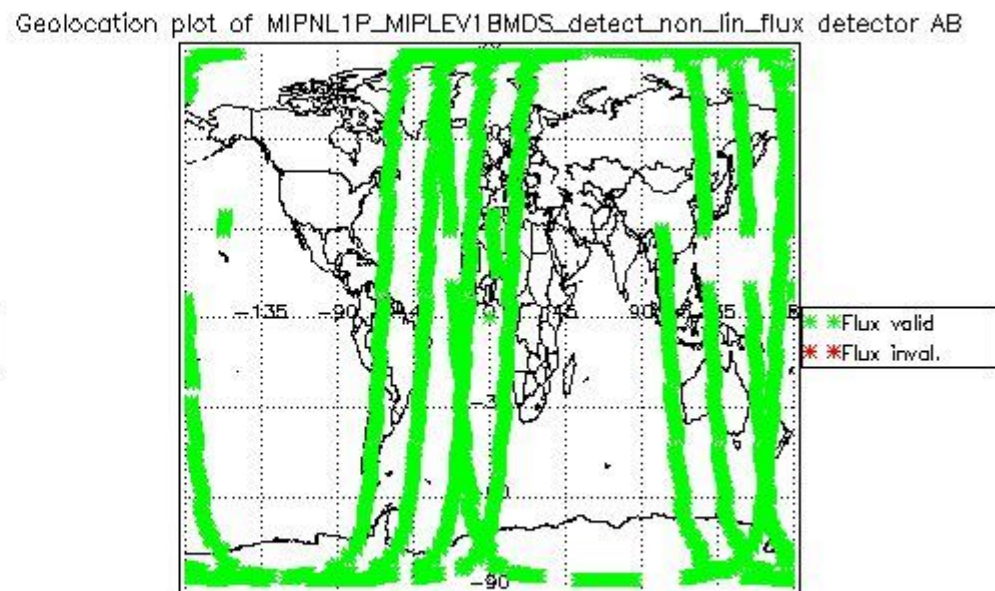 Geolocation plot of MIPNL1P_MIPLEV1BMDS_detect_non_lin_flux detector AB
-135
-90
45
90
Flux valid
Flux inval.
-90